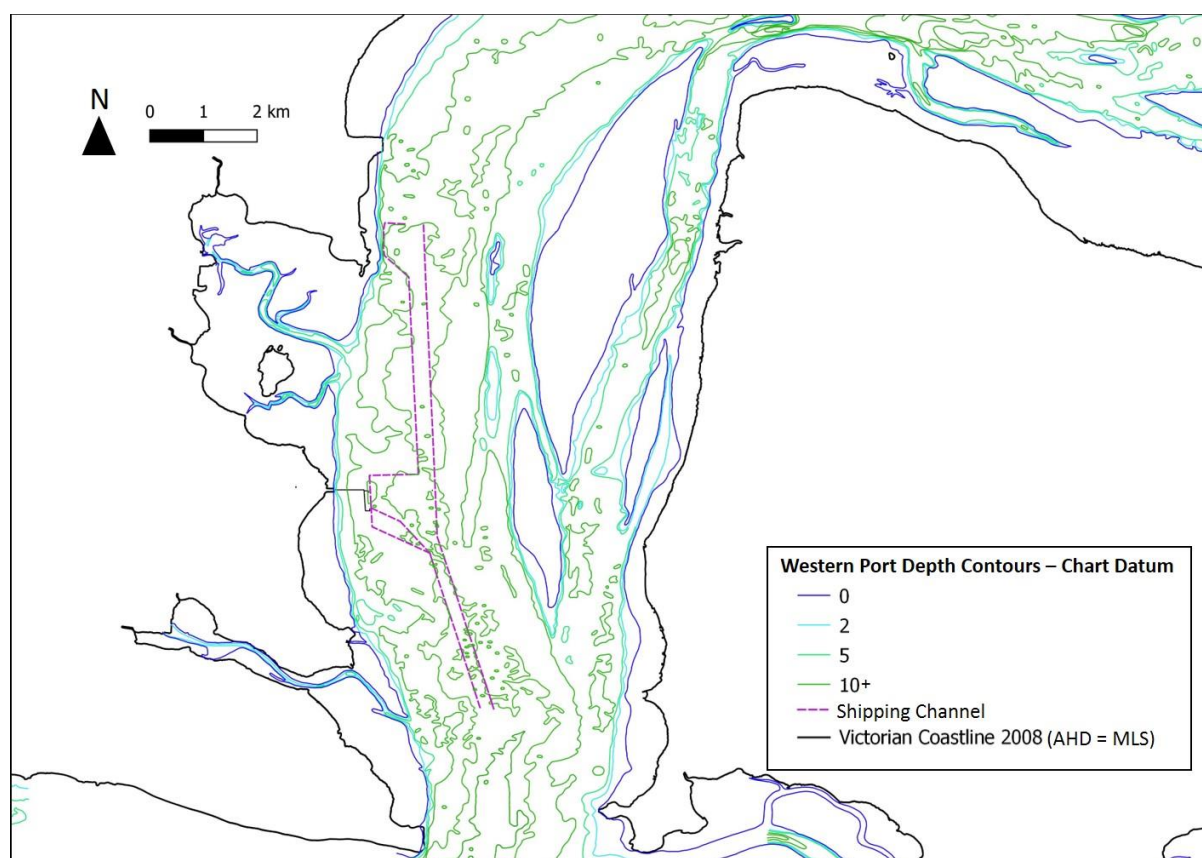 N
0 1 2 km
Western Port Depth Contours – Chart Datum
0
2
5
10+
Shipping Channel
Victorian Coastline 2008 (AHD = MLS)